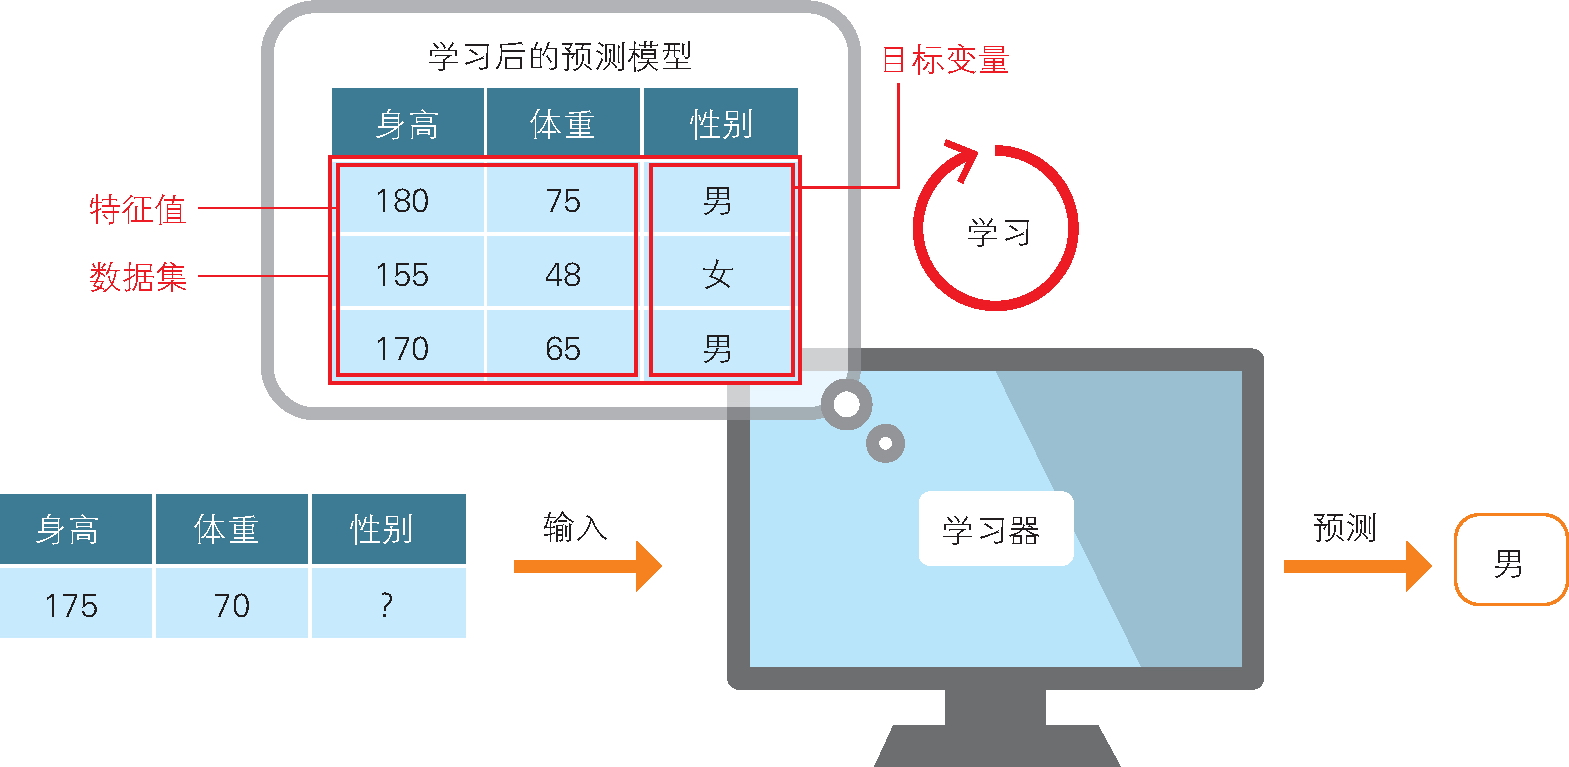 学习后的预测模型
目标变量
身高 体重 性别
180 75 男
特征值
155 48 女
数据集
170 65 男
学习
身高 体重 性别
175 70 ?
输入
学习器
预测
男